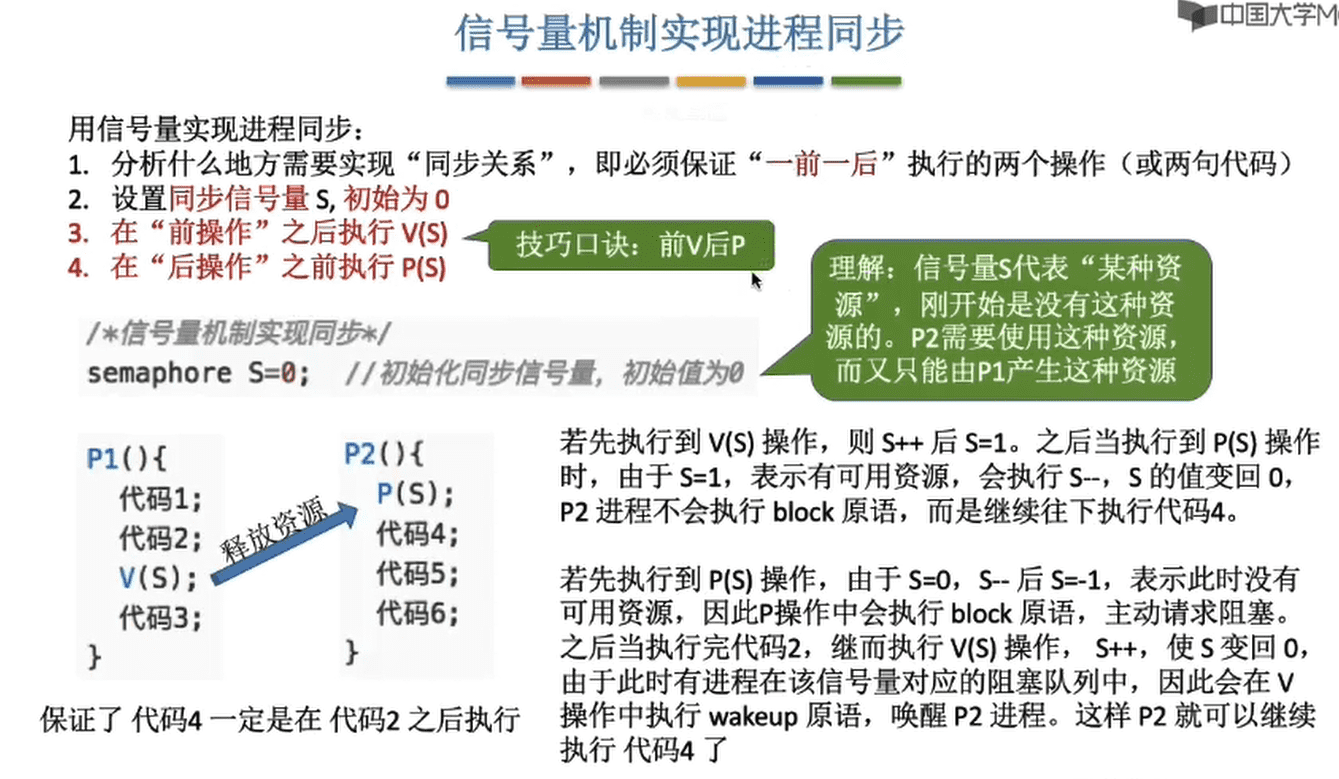 中国大学M
信号量机制实现进程同步
用信号量实现进程同步：
1. 分析什么地方需要实现“同步关系”，即必须保证“一前一后”执行的两个操作（或两句代码）
2. 设置同步信号量 S, 初始为 0
3. 在“前操作”之后执行 V(S)
4. 在“后操作”之前执行 P(S)
技巧口诀：前V后P
理解：信号量S代表“某种资
源”，刚开始是没有这种资
源的。P2需要使用这种资源，
而又只能由P1产生这种资源
/*信号量机制实现同步*/
semaphore S=0; //初始化同步信号量，初始值为0
P1(){
代码1;
代码2;
V(S);
代码3;
}
释放资源
P2(){
P(S);
代码4;
代码5;
代码6;
}
保证了 代码4 一定是在 代码2 之后执行
若先执行到 V(S) 操作，则 S++ 后 S=1。之后当执行到 P(S) 操作
时，由于 S=1，表示有可用资源，会执行 S--，S 的值变回 0，
P2 进程不会执行 block 原语，而是继续往下执行代码4。
若先执行到 P(S) 操作，由于 S=0，S-- 后 S=-1，表示此时没有
可用资源，因此P操作中会执行 block 原语，主动请求阻塞。
之后当执行完代码2，继而执行 V(S) 操作， S++，使 S 变回 0，
由于此时有进程在该信号量对应的阻塞队列中，因此会在 V
操作中执行 wakeup 原语，唤醒 P2 进程。这样 P2 就可以继续
执行 代码4 了